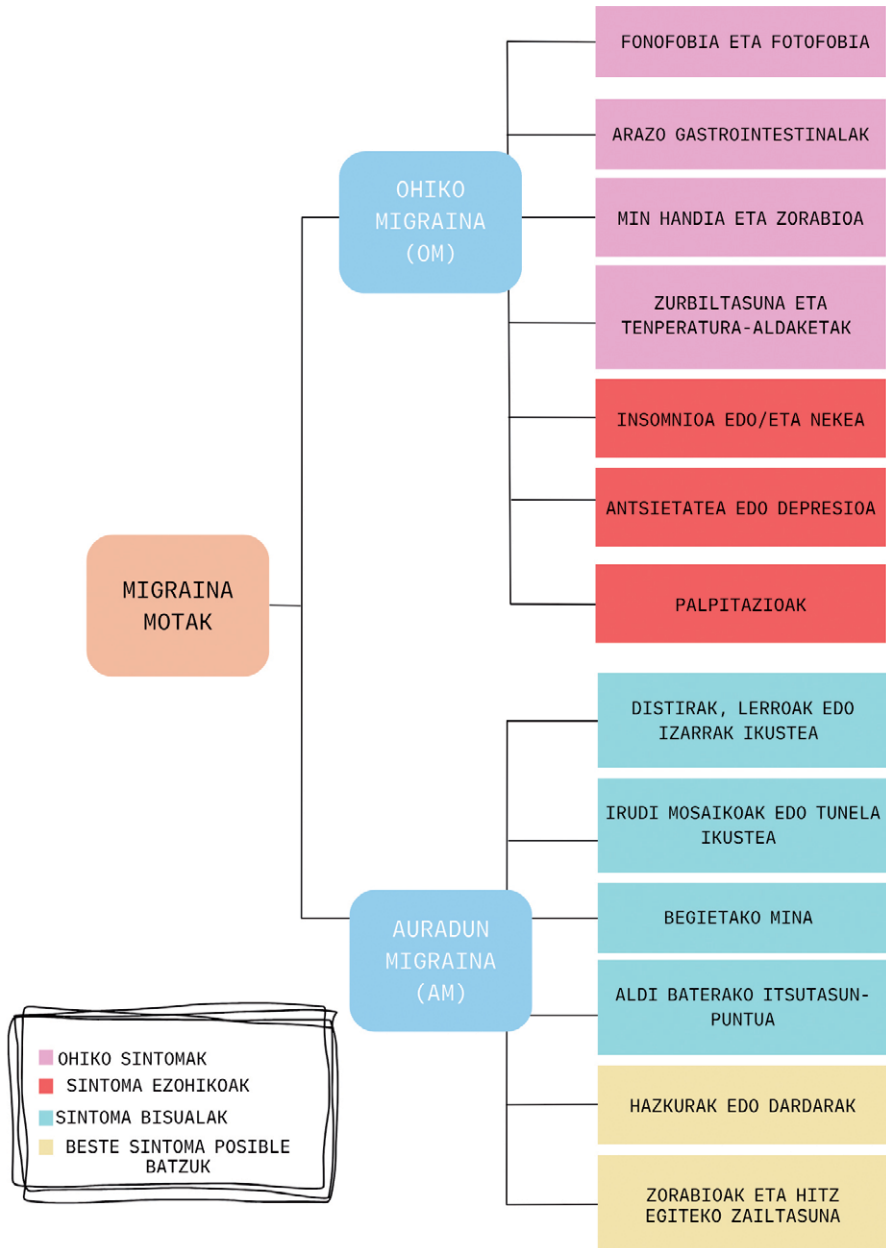 FONOFOBIA ETA FOTOFOBIA
ARAZO GASTROINTESTINALAK
OHIKO
MIGRAINA
(OM)
MIN HANDIA ETA ZORABIOA
ZURBILTASUNA ETA
TENPERATURA-ALDAKETAK
INSOMNIOA EDO/ETA NEKEA
ANTSIETATEA EDO DEPRESIOA
PALPITAZIOAK
MIGRAINA
MOTAK
DISTIRAK, LERROAK EDO
IZARRAK IKUSTEA
IRUDI MOSAIKOAK EDO TUNELA
IKUSTEA
BEGIETAKO MINA
AURADUN
MIGRAINA
(AM)
ALDI BATERAKO ITSUTASUN-
PUNTUA
HAZKURAK EDO DARDARAK
ZORABIOAK ETA HITZ
EGITEKO ZAILTASUNA
OHIKO SINTOMAK
SINTOMA EZOHIKOAK
SINTOMA BISUALAK
BESTE SINTOMA POSIBLE
BATZUK